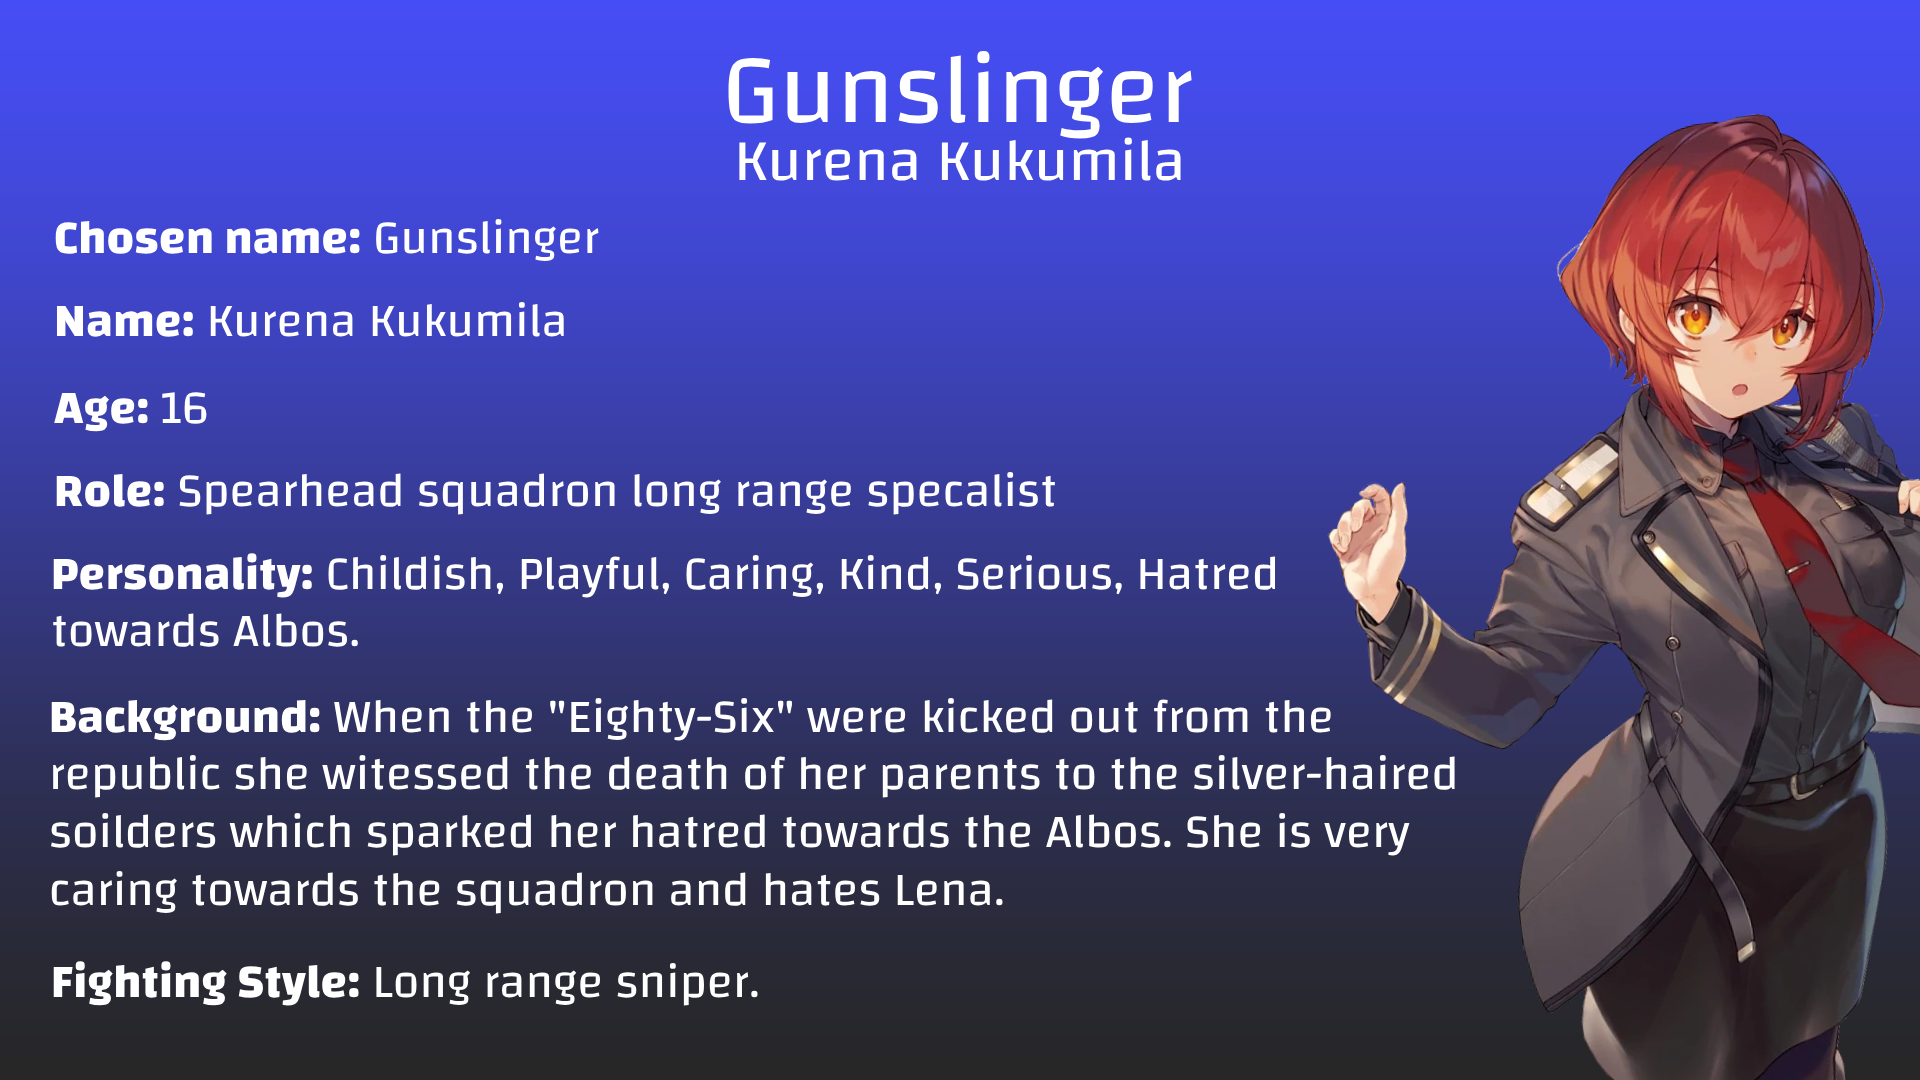 Gunslinger
Kurena Kukumila
Chosen name: Gunslinger
Name: Kurena Kukumila
Age: 16
Role: Spearhead squadron long range specalist
Personality: Childish, Playful, Caring, Kind, Serious, Hatred
towards Albos.
Background: When the "Eighty-Six" were kicked out from the
republic she witessed the death of her parents to the silver-haired
soilders which sparked her hatred towards the Albos. She is very
caring towards the squadron and hates Lena.
Fighting Style: Long range sniper.